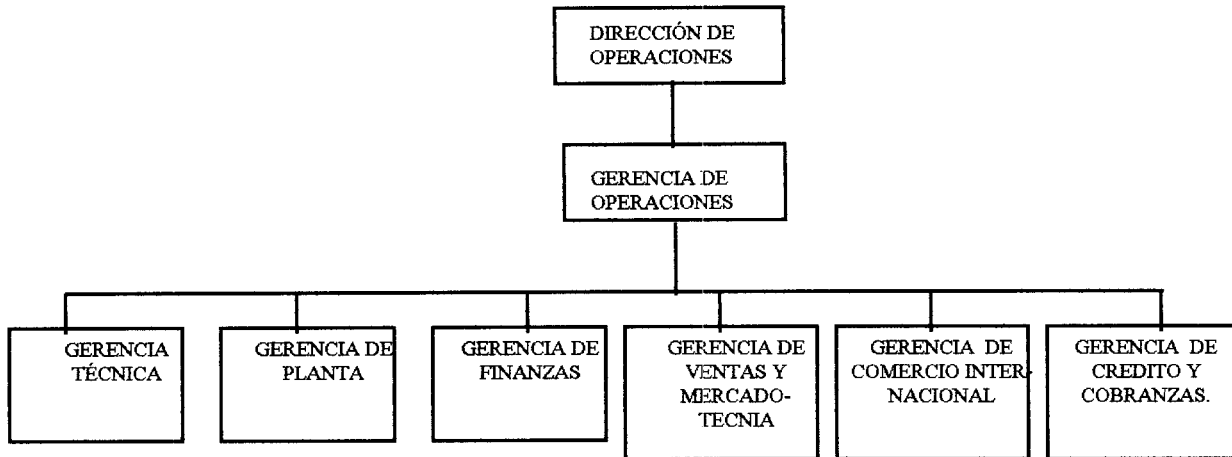 DIRECCIÓN DE
OPERACIONES
GERENCIA DE
OPERACIONES
GERENCIA
TÉCNICA
GERENCIA DE
PLANTA
GERENCIA DE
FINANZAS
GERENCIA DE
VENTAS Y
MERCADO-
TECNIA
GERENCIA DE
COMERCIO INTER-
NACIONAL
GERENCIA DE
CREDITO Y
COBRANZAS.